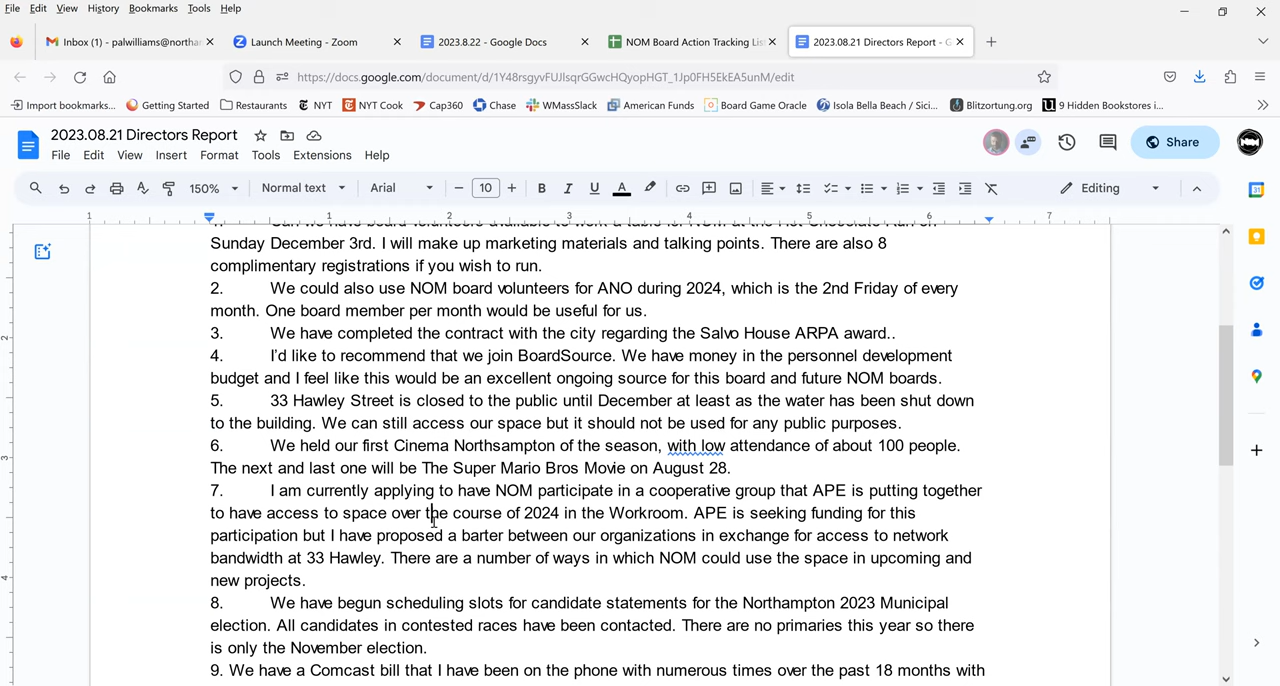 File Edit View History Bookmarks Tools Help
Inbox (1) - palwilliams@northam Launch Meeting - Zoom 2023.8.22 - Google Docs NOM Board Action Tracking Lis 2023.08.21 Directors Report - G
https://docs.google.com/document/d/1Y48rsgyvFUJlsqrGGwcHQyopHGT_1Jp0FH5EkEA5unM/edit
Import bookmarks... Getting Started Restaurants NYT NYT Cook Cap360 Chase WMassSlack American Funds Board Game Oracle Isola Bella Beach / Sici... Blitzortung.org 9 Hidden Bookstores i...
2023.08.21 Directors Report
File Edit View Insert Format Tools Extensions Help
Share
150% Normal text Arial 10 Editing
1 1 2 3 4 5 6 7
Sunday December 3rd. I will make up marketing materials and talking points. There are also 8
complimentary registrations if you wish to run.
2. We could also use NOM board volunteers for ANO during 2024, which is the 2nd Friday of every
month. One board member per month would be useful for us.
3. We have completed the contract with the city regarding the Salvo House ARPA award..
4. I'd like to recommend that we join BoardSource. We have money in the personnel development
budget and I feel like this would be an excellent ongoing source for this board and future NOM boards.
5. 33 Hawley Street is closed to the public until December at least as the water has been shut down
to the building. We can still access our space but it should not be used for any public purposes.
6. We held our first Cinema Northsampton of the season, with low attendance of about 100 people.
The next and last one will be The Super Mario Bros Movie on August 28.
7. I am currently applying to have NOM participate in a cooperative group that APE is putting together
to have access to space over the course of 2024 in the Workroom. APE is seeking funding for this
participation but I have proposed a barter between our organizations in exchange for access to network
bandwidth at 33 Hawley. There are a number of ways in which NOM could use the space in upcoming and
new projects.
8. We have begun scheduling slots for candidate statements for the Northampton 2023 Municipal
election. All candidates in contested races have been contacted. There are no primaries this year so there
is only the November election.
9. We have a Comcast bill that I have been on the phone with numerous times over the past 18 months with